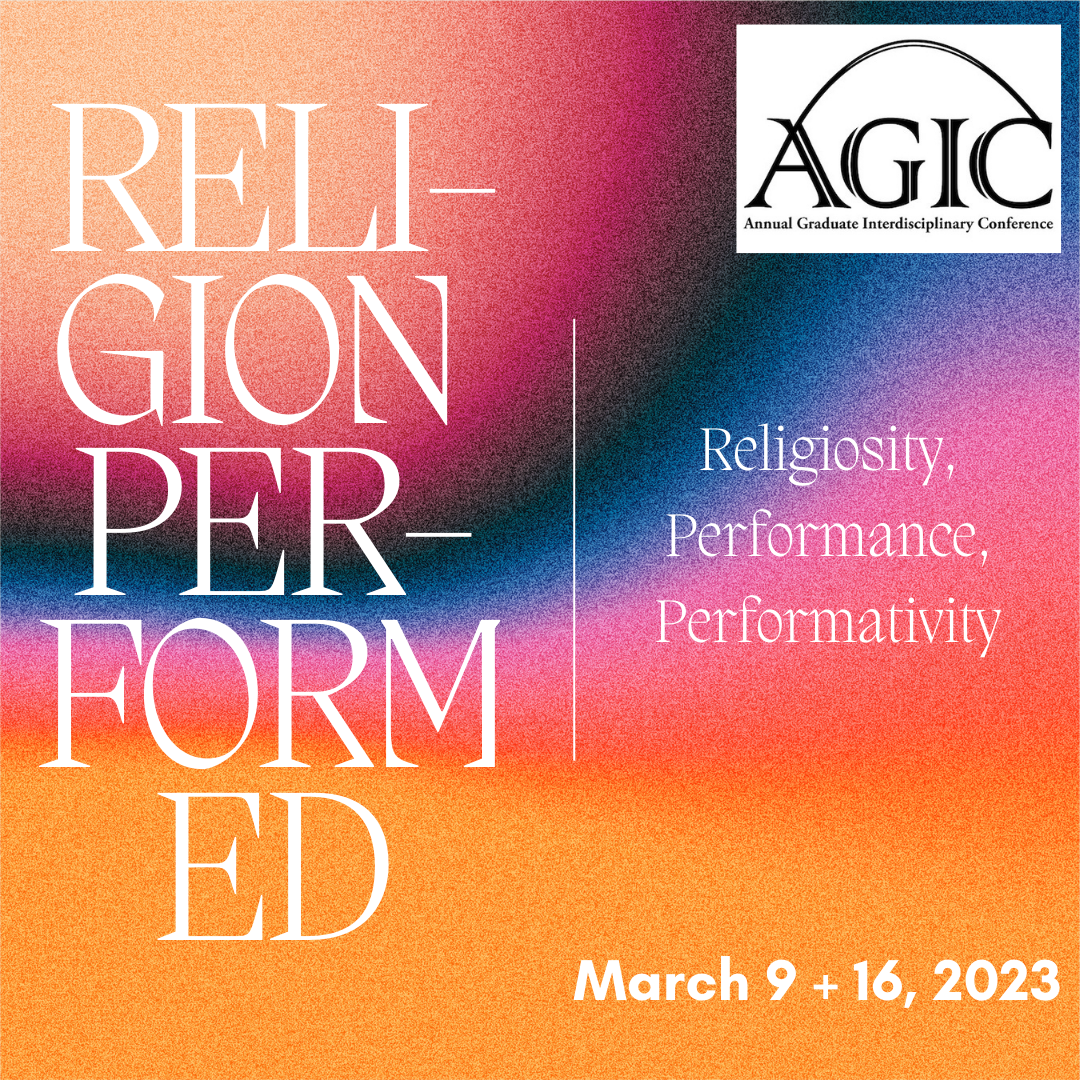 RELI–
GION
PER–
FORM
ED
AGIC
Annual Graduate Interdisciplinary Conference
Religiosity,
Performance,
Performativity
March 9 + 16, 2023